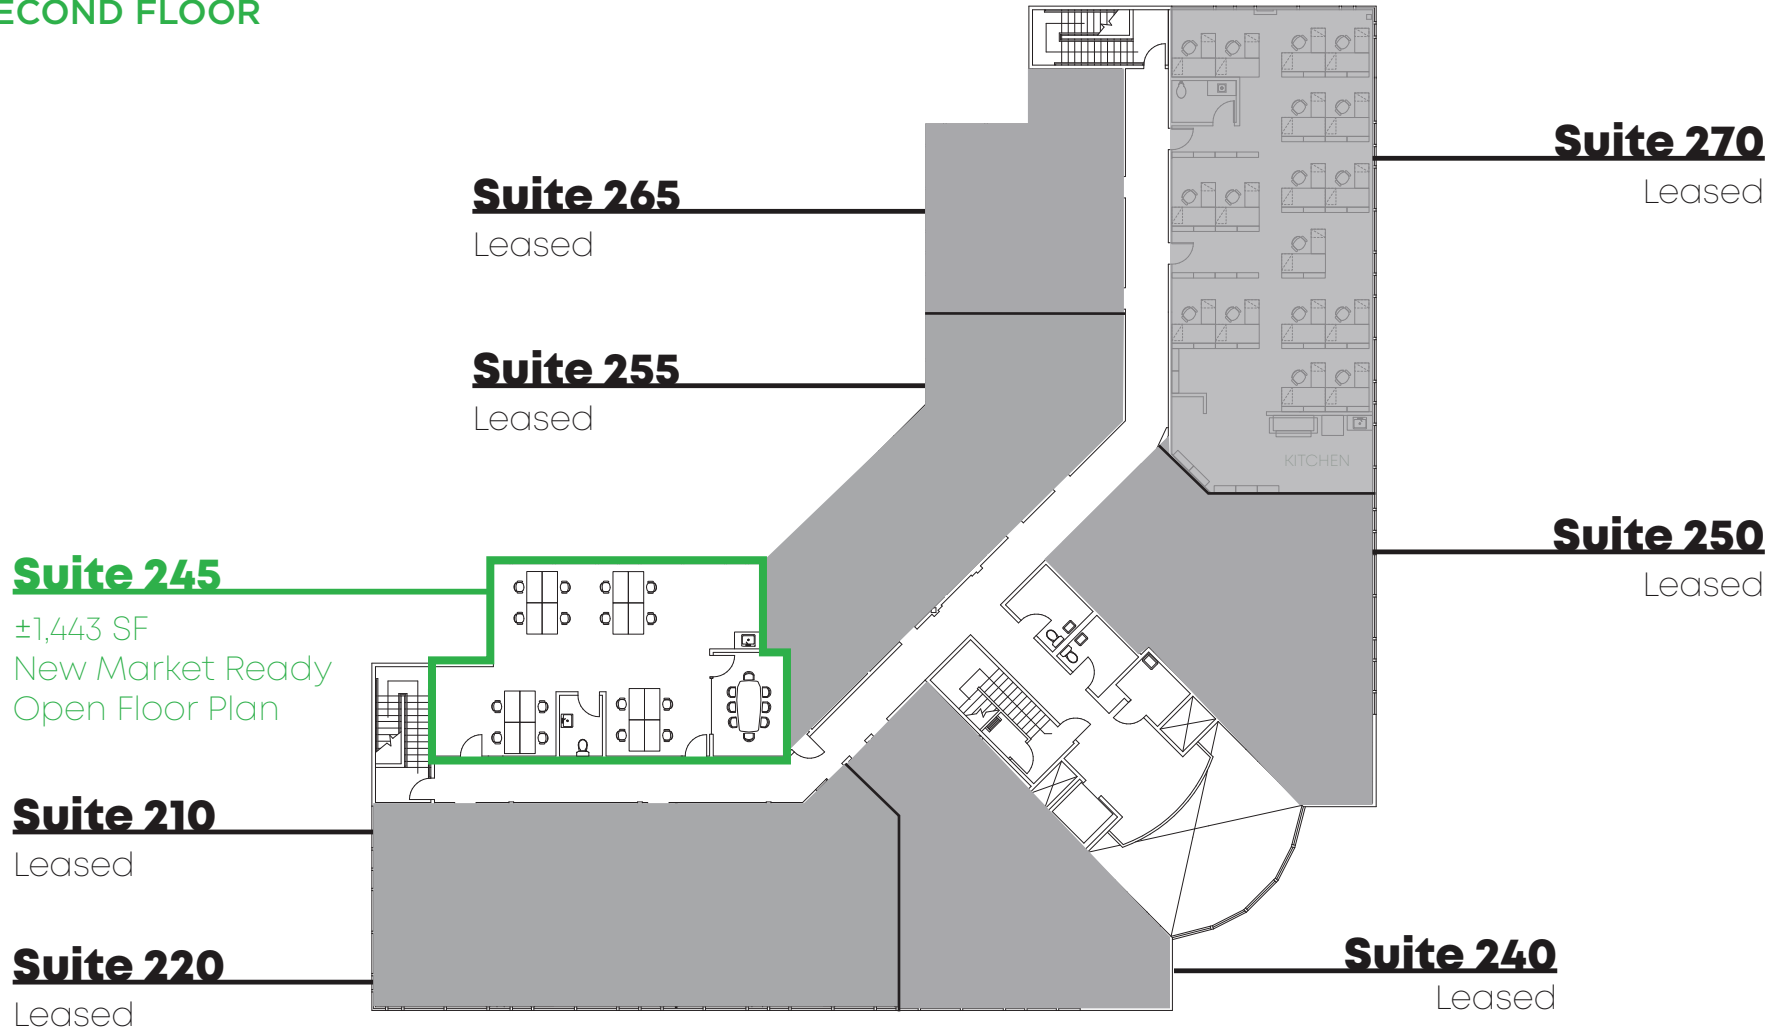 ECOND FLOOR
Suite 265
Leased
Suite 270
Leased
Suite 255
Leased
KITCHEN
Suite 245
±1,443 SF
New Market Ready
Open Floor Plan
Suite 250
Leased
Suite 210
Leased
Suite 220
Leased
Suite 240
Leased